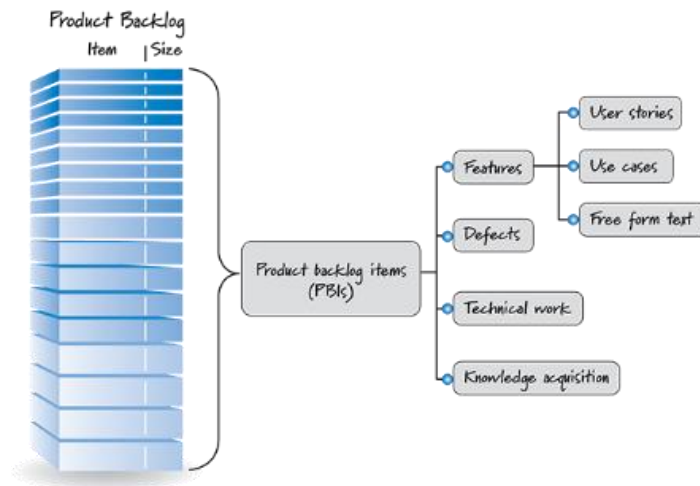 Product Backlog
Item | Size
User stories
Features
Use cases
Free form text
Defects
Product backlog items
(PBIs)
Technical work
Knowledge acquisition